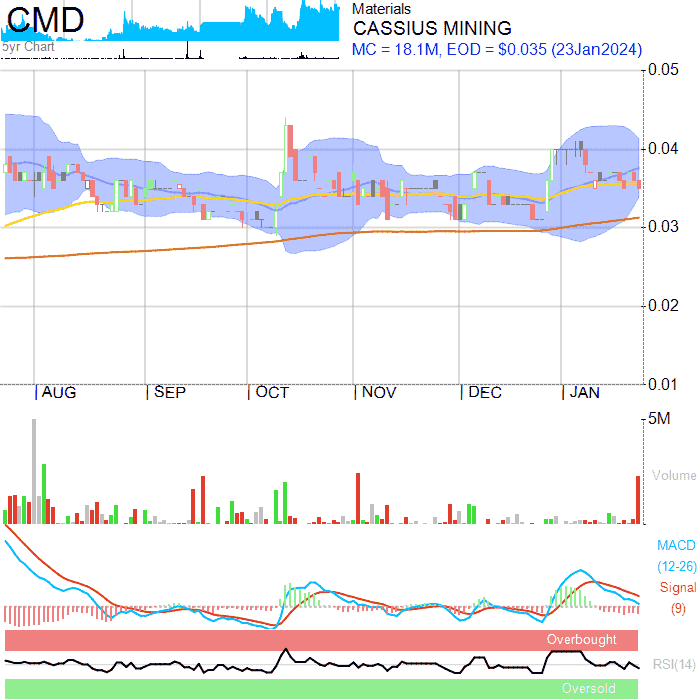 CMD
5yr Chart
Materials
CASSIUS MINING
MC = 18.1M, EOD = $0.035 (23Jan2024)
0.05
0.04
0.03
0.02
0.01
AUG SEP OCT NOV DEC JAN
5M
Volume
MACD
(12-26)
Signal
(9)
Overbought
RSI(14)
Oversold